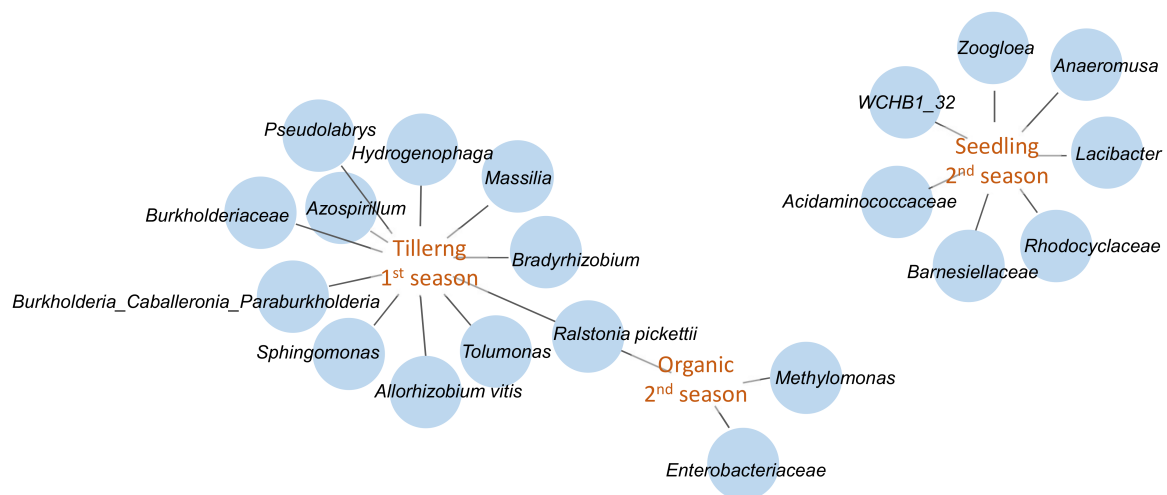 Zoogloea
Anaeromusa
WCHB1_32
Seedling
2nd season
Lacibacter
Acidaminococcaceae
Rhodocyclaceae
Barnesiellaceae
Pseudolabrys
Hydrogenophaga
Massilia
Azospirillum
Burkholderiaceae
Tillerng
1st season
Bradyrhizobium
Burkholderia_Caballeronia_Paraburkholderia
Sphingomonas
Tolumonas
Allorhizobium vitis
Ralstonia pickettii
Organic
2nd season
Methylomonas
Enterobacteriaceae